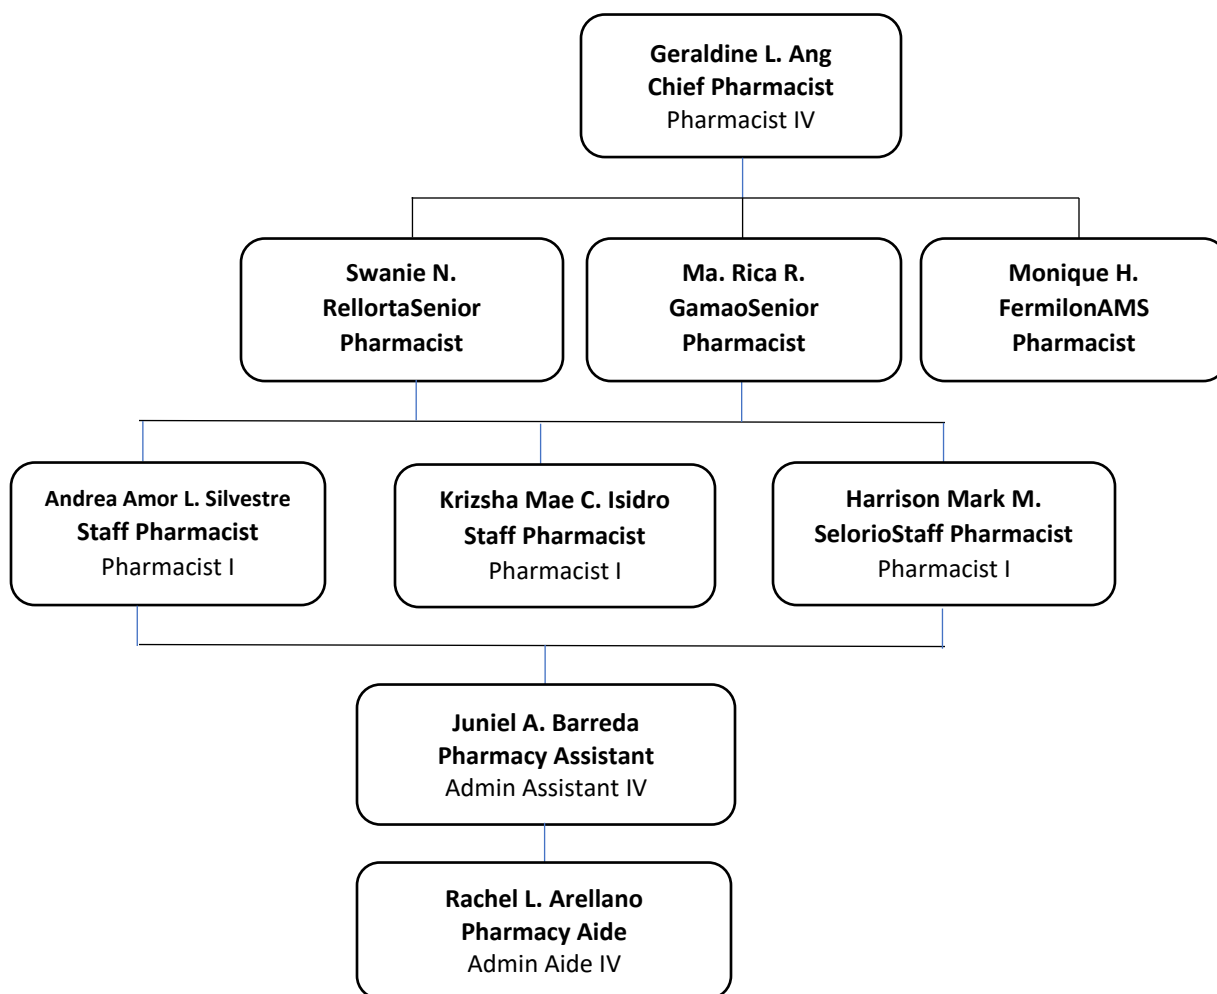 Geraldine L. Ang
Chief Pharmacist
Pharmacist IV
Swanie N.
RellortaSenior
Pharmacist
Ma. Rica R.
GamaoSenior
Pharmacist
Monique H.
FermilonAMS
Pharmacist
Andrea Amor L. Silvestre
Staff Pharmacist
Pharmacist I
Krizsha Mae C. Isidro
Staff Pharmacist
Pharmacist I
Harrison Mark M.
SelorioStaff Pharmacist
Pharmacist I
Juniel A. Barreda
Pharmacy Assistant
Admin Assistant IV
Rachel L. Arellano
Pharmacy Aide
Admin Aide IV